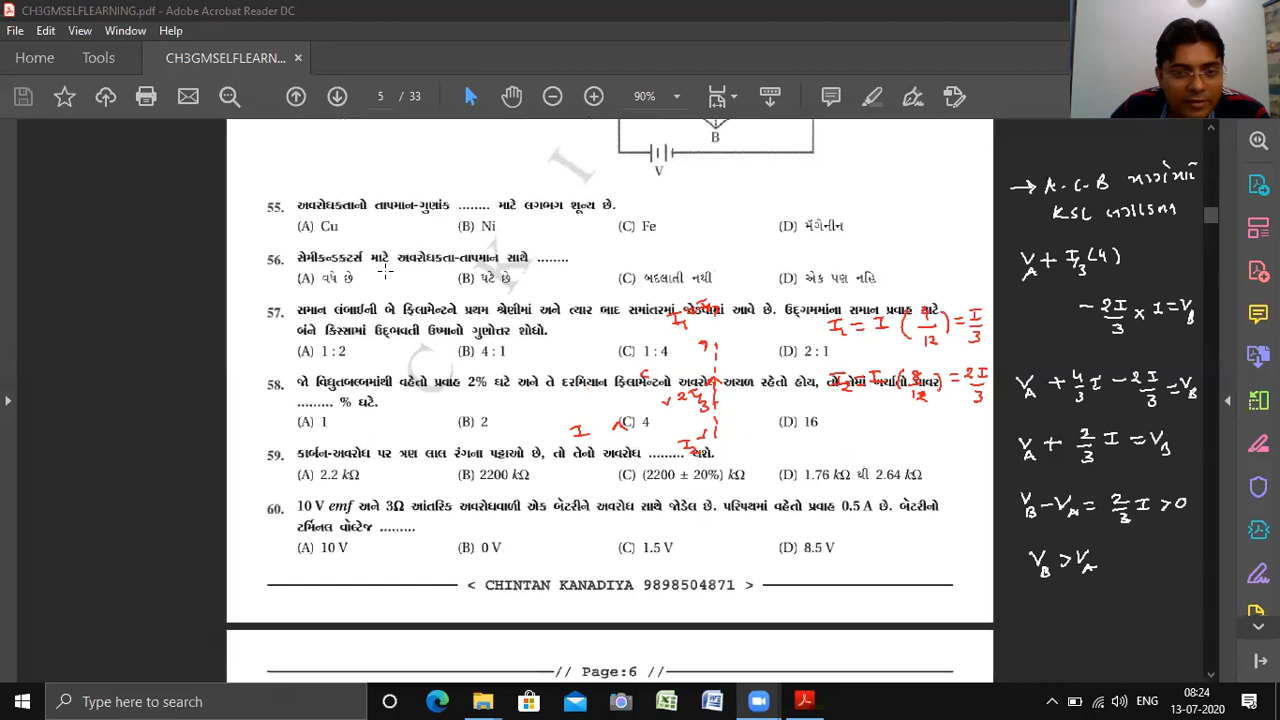 CH3GMSELFLEARNING.pdf - Adobe Acrobat Reader DC
File Edit View Window Help
Home Tools CH3GMSELFLEARN... ×
5 / 33 90%
B
V
55. અવરોધકતાનો તાપમાન-ગુણાંક ........ માટે લગભગ શૂન્ય છે.
(A) Cu (B) Ni (C) Fe (D) મેંગેનીન
56. સેમીકન્ડક્ટર્સ માટે અવરોધકતા-તાપમાન સાથે ........
(A) વધે છે (B) ઘટે છે (C) બદલાતી નથી (D) એક પણ નહિ
57. સમાન લંબાઈની બે ફિલામેન્ટને પ્રથમ શ્રેણીમાં અને ત્યાર બાદ સમાંતરમાં જોડવામાં આવે છે. ઉદ્ગમમાંના સમાન પ્રવાહ માટે
બંને કિસ્સામાં ઉદ્ભવતી ઉષ્માનો ગુણોત્તર શોધો.
(A) 1 : 2 (B) 4 : 1 (C) 1 : 4 (D) 2 : 1
58. જો વિદ્યુતબલ્બમાંથી વહેતો પ્રવાહ 2% ઘટે અને તે દરમિયાન ફિલામેન્ટનો અવરોધ અચળ રહેતો હોય, તો તેમાં ખર્ચાતો પાવર
......... % ઘટે.
(A) 1 (B) 2 (C) 4 (D) 16
59. કાર્બન-અવરોધ પર ત્રણ લાલ રંગના પટ્ટાઓ છે, તો તેનો અવરોધ ......... થશે.
(A) 2.2 kΩ (B) 2200 kΩ (C) (2200 ± 20%) kΩ (D) 1.76 kΩ થી 2.64 kΩ
60. 10 V emf અને 3Ω આંતરિક અવરોધવાળી એક બેટરીને અવરોધ સાથે જોડેલ છે. પરિપથમાં વહેતો પ્રવાહ 0.5 A છે. બેટરીનો
ટર્મિનલ વોલ્ટેજ .........
(A) 10 V (B) 0 V (C) 1.5 V (D) 8.5 V
< CHINTAN KANADIYA 9898504871 >
// Page:6 //
I₁ = I (4/12) = I/3
I₂ = I (8/12) = 2I/3
I
→ A-C-B માર્ગમાં
KSL લગાડતા
V_A + I/3 (4)
- 2I/3 × 1 = V_B
V_A + 4/3 I - 2I/3 = V_B
V_A + 2/3 I = V_B
V_B - V_A = 2/3 I > 0
V_B > V_A
Type here to search
ENG 08:24
13-07-2020